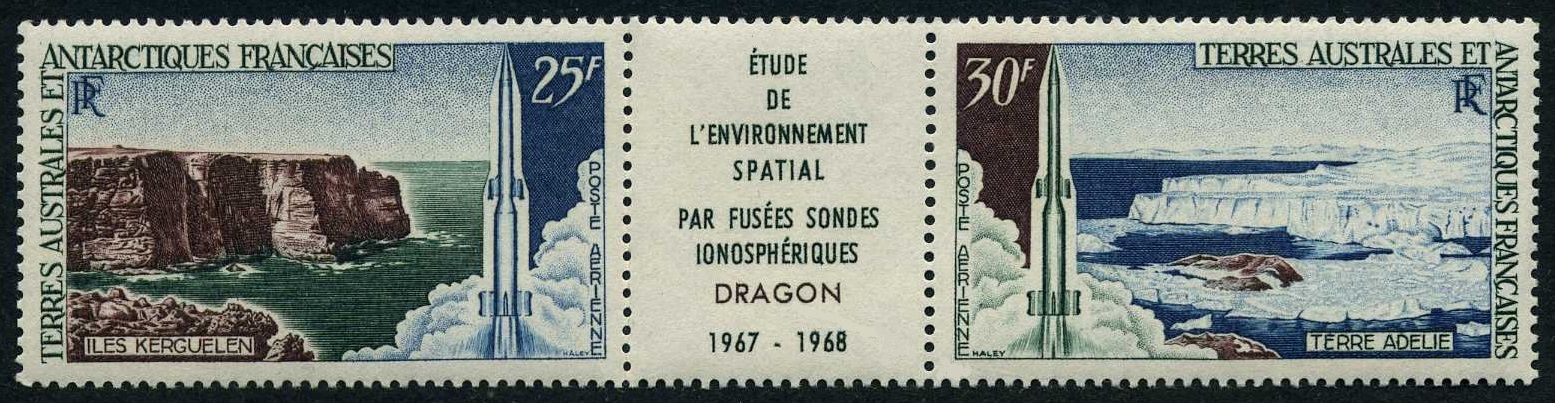 TERRES AUSTRALES ET
ANTARCTIQUES FRANÇAISES
RF
25F
POSTE AERIENNE
ILES KERGUELEN
HALEY
ÉTUDE
DE
L'ENVIRONNEMENT
SPATIAL
PAR FUSÉES SONDES
IONOSPHÉRIQUES
DRAGON
1967 - 1968
30F
TERRES AUSTRALES ET
ANTARCTIQUES FRANÇAISES
RF
POSTE AERIENNE
HALEY
TERRE ADELIE